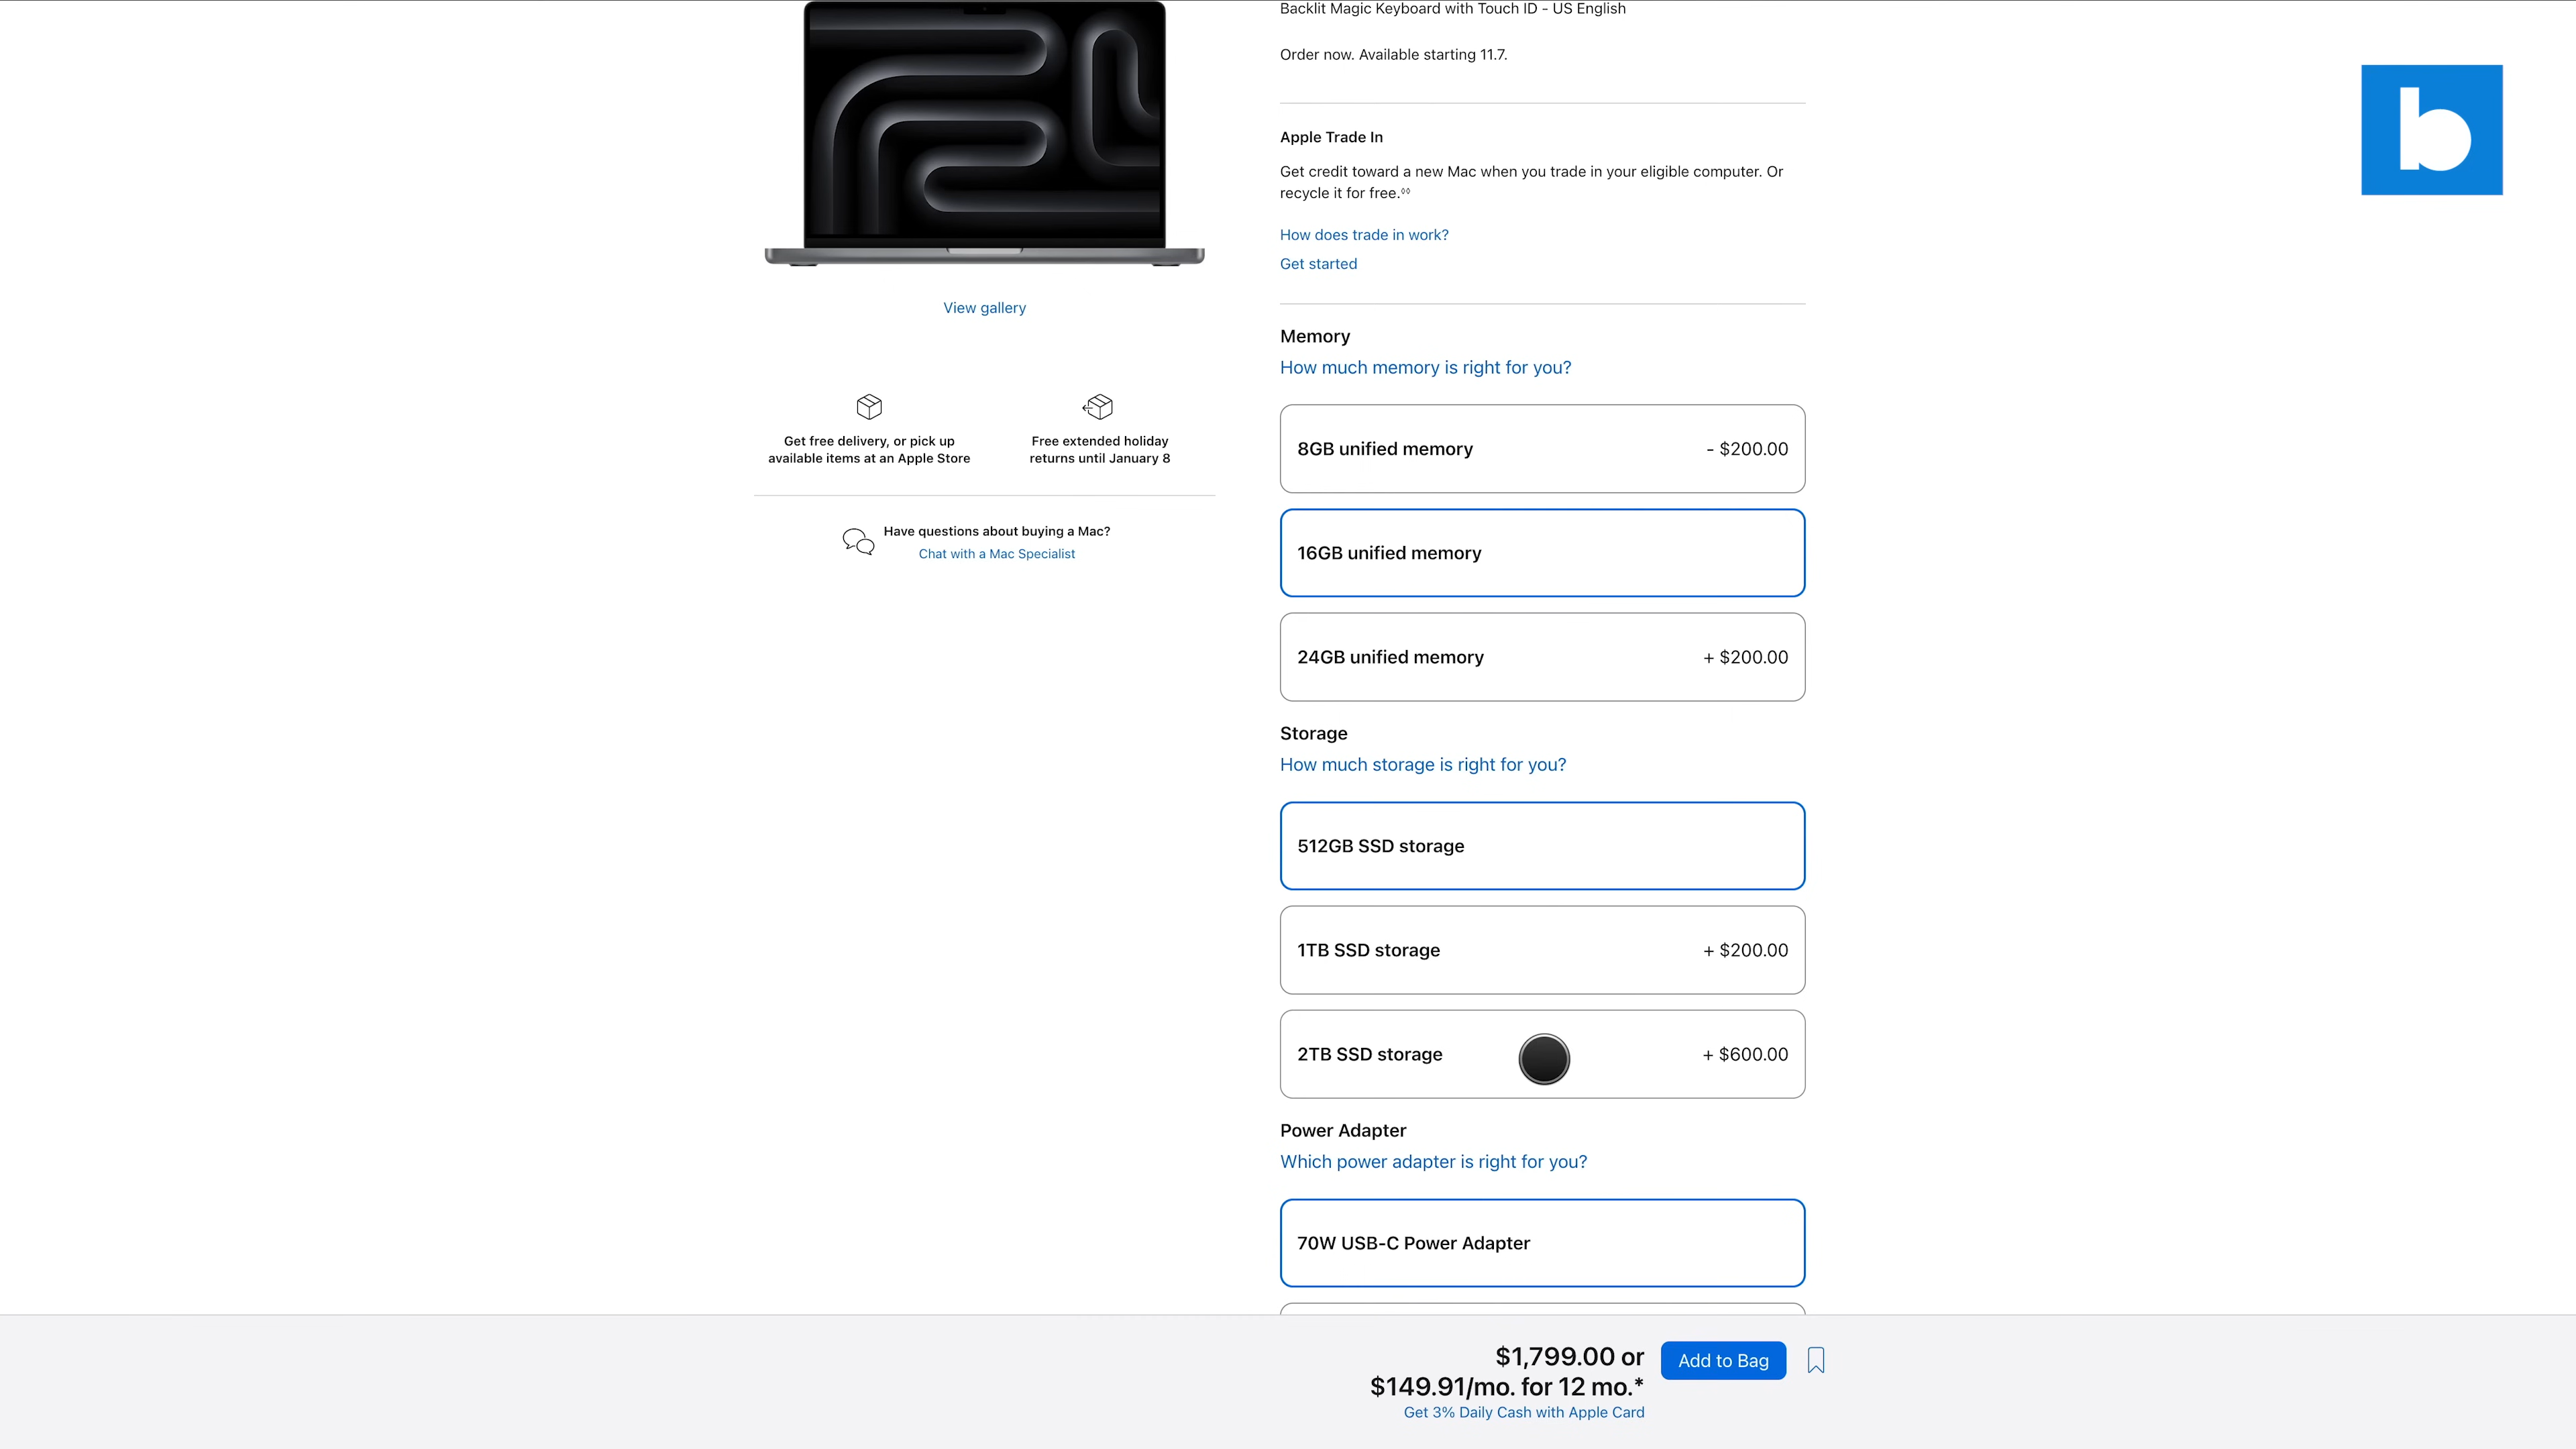 Backlit Magic Keyboard with Touch ID - US English
Order now. Available starting 11.7.
Apple Trade In
Get credit toward a new Mac when you trade in your eligible computer. Or
recycle it for free.◊◊
How does trade in work?
Get started
View gallery
Get free delivery, or pick up
available items at an Apple Store
Free extended holiday
returns until January 8
Have questions about buying a Mac?
Chat with a Mac Specialist
Memory
How much memory is right for you?
8GB unified memory - $200.00
16GB unified memory
24GB unified memory + $200.00
Storage
How much storage is right for you?
512GB SSD storage
1TB SSD storage + $200.00
2TB SSD storage + $600.00
Power Adapter
Which power adapter is right for you?
70W USB-C Power Adapter
$1,799.00 or
$149.91/mo. for 12 mo.*
Get 3% Daily Cash with Apple Card
Add to Bag
b